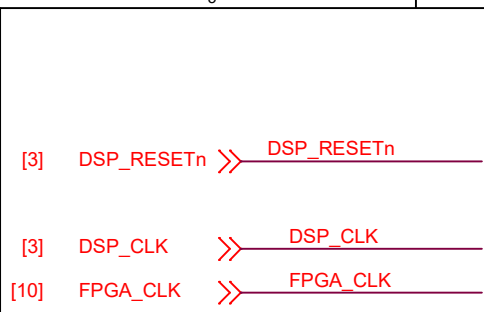 [3] DSP_RESETn DSP_RESETn
[3] DSP_CLK DSP_CLK
[10] FPGA_CLK FPGA_CLK